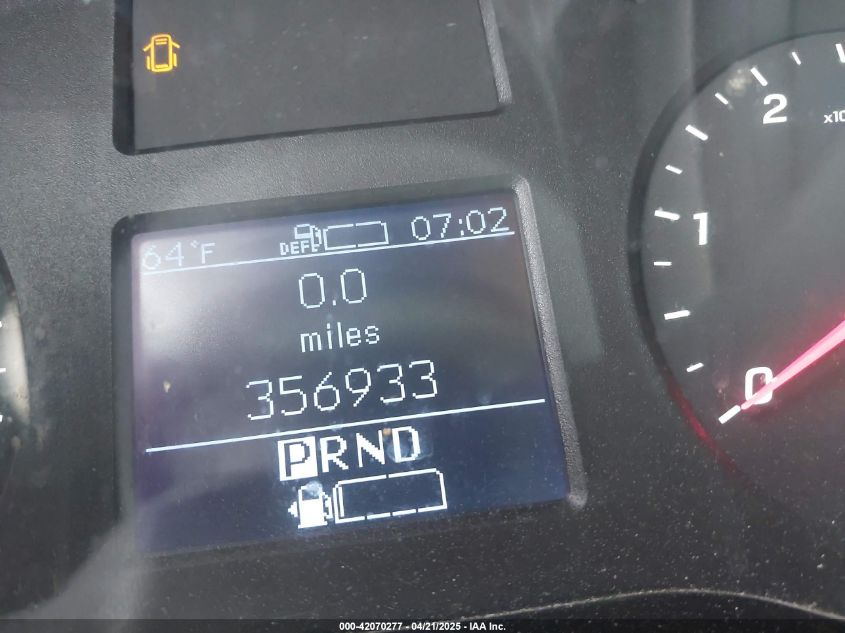 2
x10
1
0
64°F DEF 07:02
0.0
miles
356933
PRND
000-42070277 - 04/21/2025 - IAA Inc.